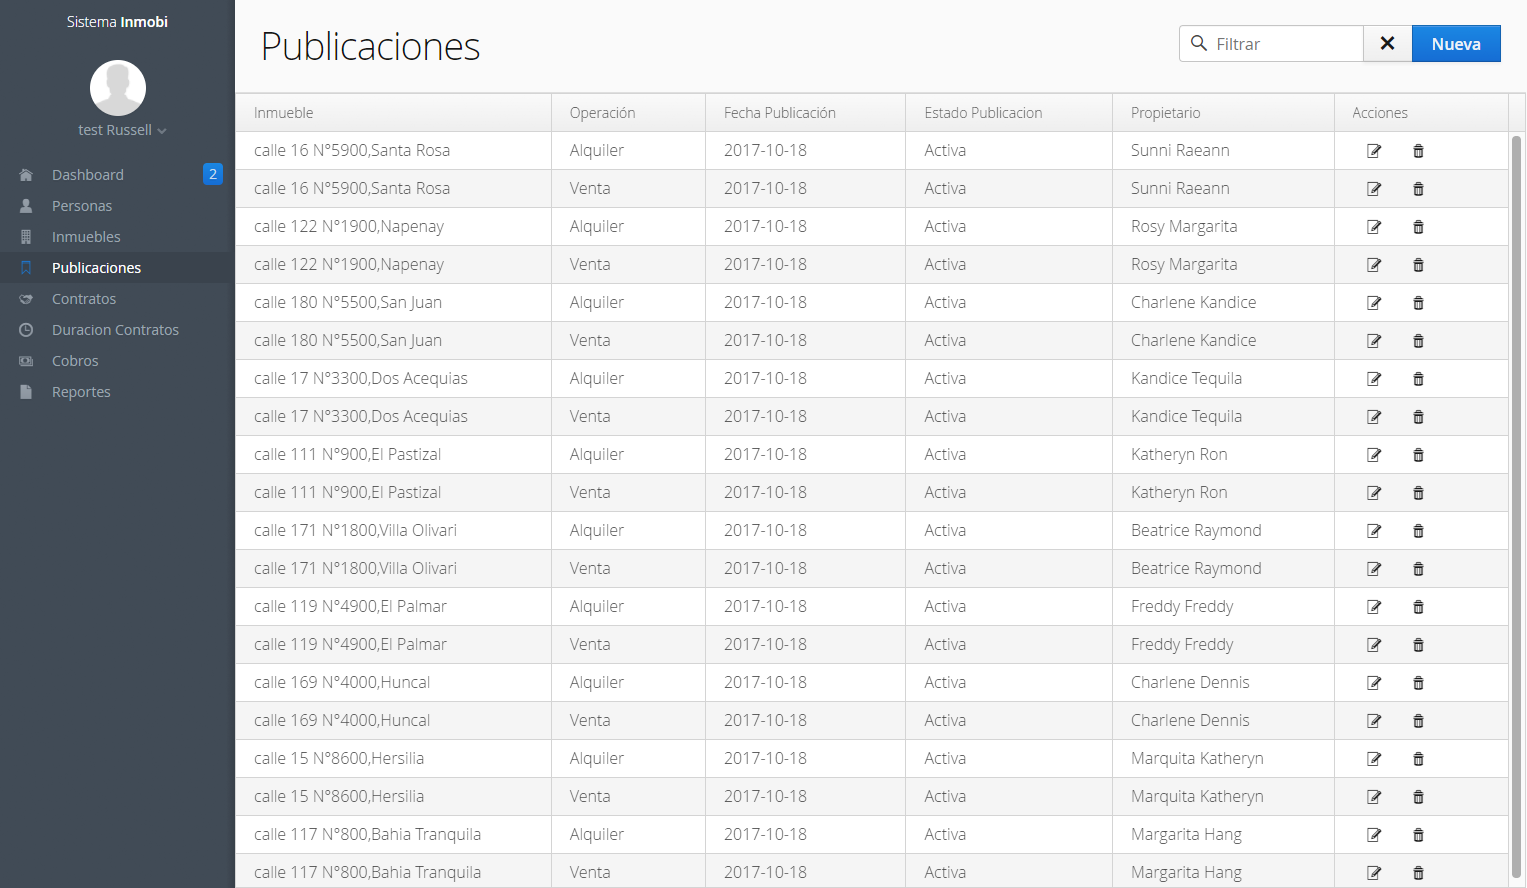 Sistema Inmobi
test Russell
Dashboard 2
Personas
Inmuebles
Publicaciones
Contratos
Duracion Contratos
Cobros
Reportes
Publicaciones
Filtrar
Nueva
Inmueble Operación Fecha Publicación Estado Publicacion Propietario Acciones
calle 16 N°5900,Santa Rosa Alquiler 2017-10-18 Activa Sunni Raeann
calle 16 N°5900,Santa Rosa Venta 2017-10-18 Activa Sunni Raeann
calle 122 N°1900,Napenay Alquiler 2017-10-18 Activa Rosy Margarita
calle 122 N°1900,Napenay Venta 2017-10-18 Activa Rosy Margarita
calle 180 N°5500,San Juan Alquiler 2017-10-18 Activa Charlene Kandice
calle 180 N°5500,San Juan Venta 2017-10-18 Activa Charlene Kandice
calle 17 N°3300,Dos Acequias Alquiler 2017-10-18 Activa Kandice Tequila
calle 17 N°3300,Dos Acequias Venta 2017-10-18 Activa Kandice Tequila
calle 111 N°900,El Pastizal Alquiler 2017-10-18 Activa Katheryn Ron
calle 111 N°900,El Pastizal Venta 2017-10-18 Activa Katheryn Ron
calle 171 N°1800,Villa Olivari Alquiler 2017-10-18 Activa Beatrice Raymond
calle 171 N°1800,Villa Olivari Venta 2017-10-18 Activa Beatrice Raymond
calle 119 N°4900,El Palmar Alquiler 2017-10-18 Activa Freddy Freddy
calle 119 N°4900,El Palmar Venta 2017-10-18 Activa Freddy Freddy
calle 169 N°4000,Huncal Alquiler 2017-10-18 Activa Charlene Dennis
calle 169 N°4000,Huncal Venta 2017-10-18 Activa Charlene Dennis
calle 15 N°8600,Hersilia Alquiler 2017-10-18 Activa Marquita Katheryn
calle 15 N°8600,Hersilia Venta 2017-10-18 Activa Marquita Katheryn
calle 117 N°800,Bahia Tranquila Alquiler 2017-10-18 Activa Margarita Hang
calle 117 N°800,Bahia Tranquila Venta 2017-10-18 Activa Margarita Hang